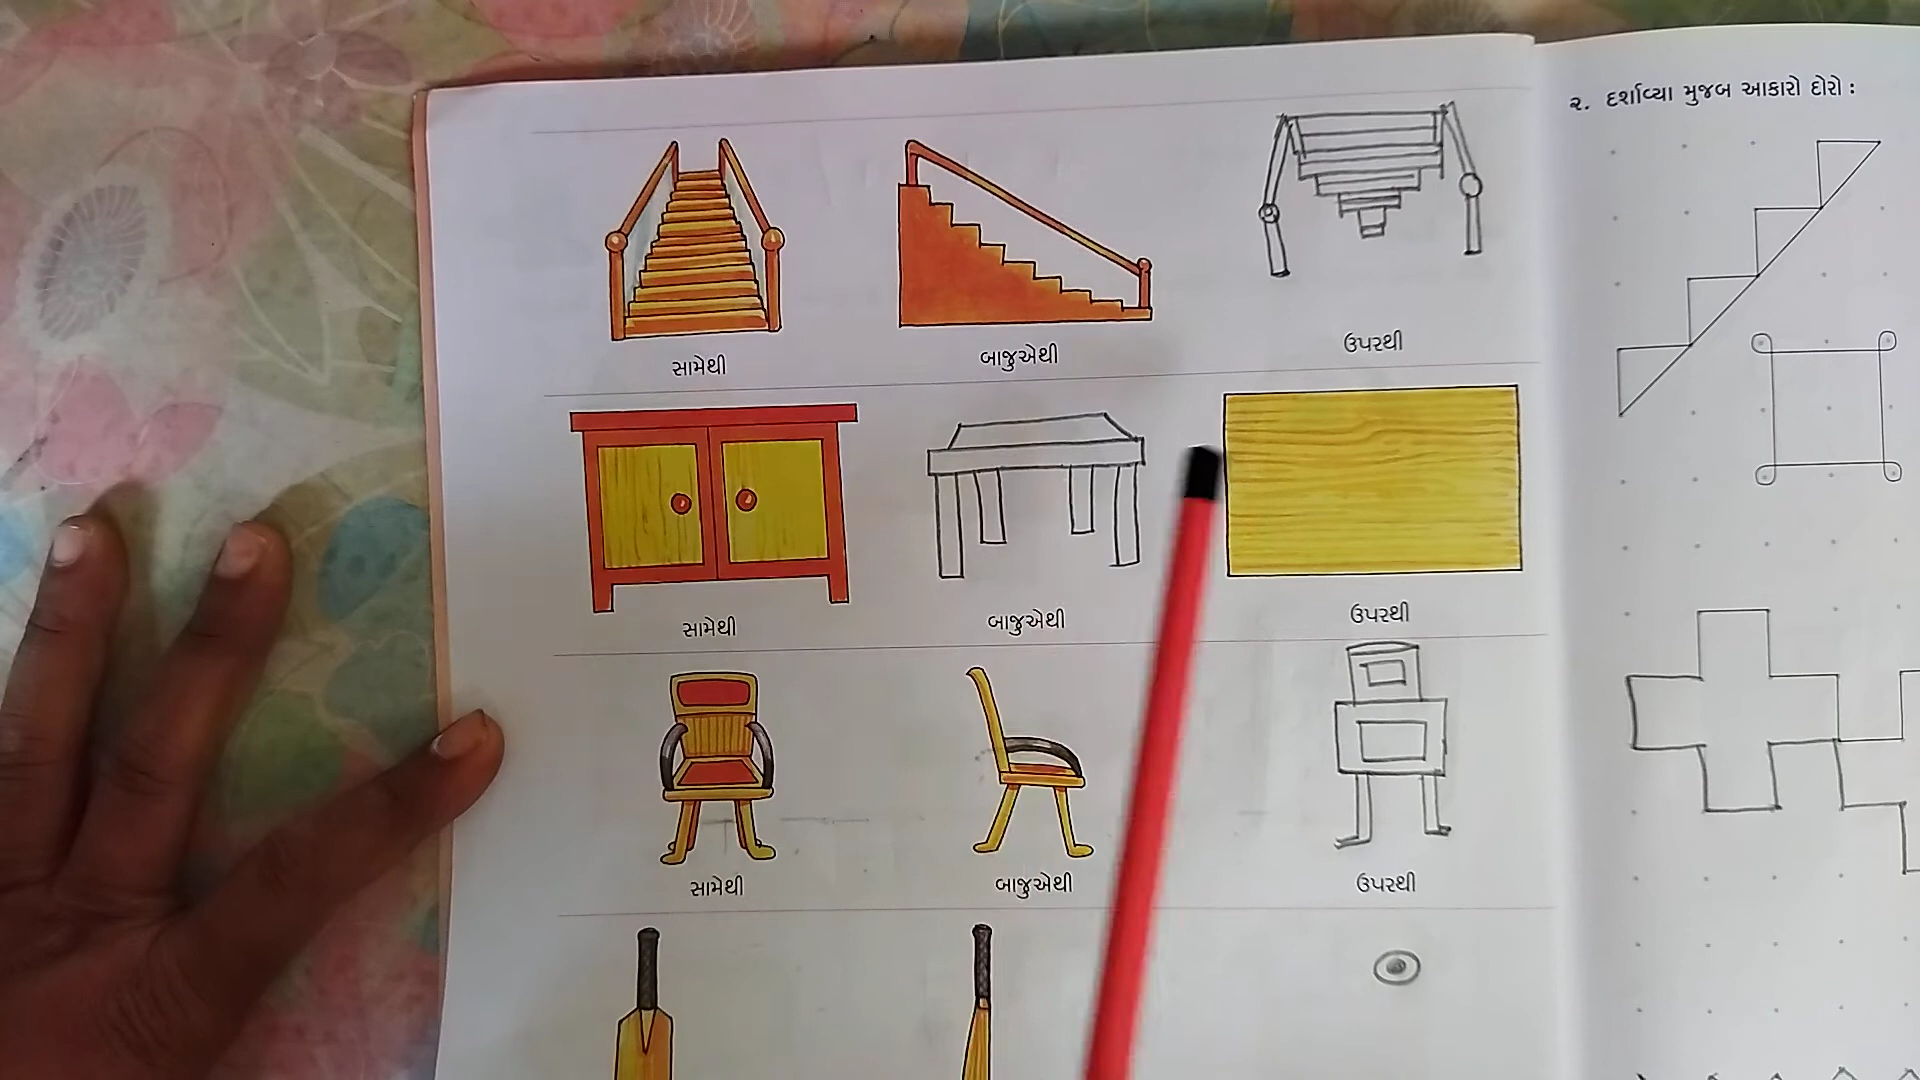 સામેથી
બાજુએથી
ઉપરથી
સામેથી
બાજુએથી
ઉપરથી
સામેથી
બાજુએથી
ઉપરથી
૨. દર્શાવ્યા મુજબ આકારો દોરો :